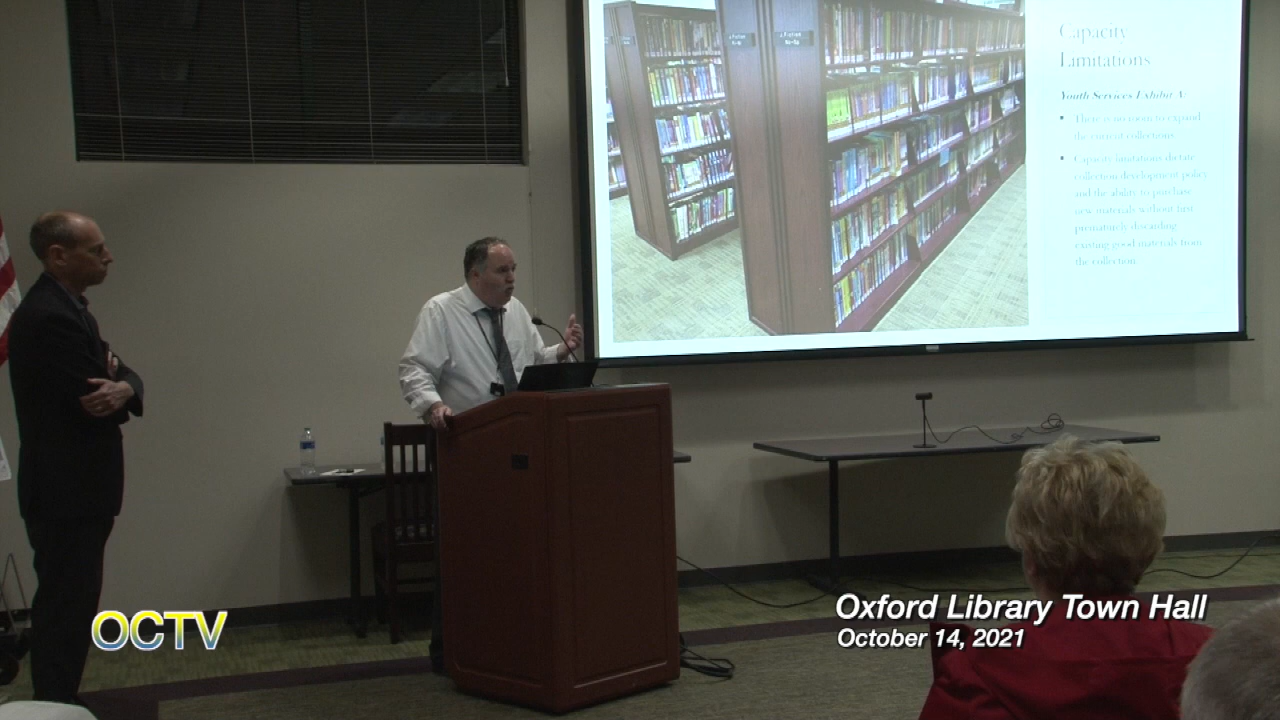 Capacity
Limitations
Youth Services Exhibit A:
• There is no room to expand
the current collections
• Capacity limitations dictate
collection development policy
and the ability to purchase
new materials without first
prematurely discarding
existing good materials from
the collection.
OCTV
Oxford Library Town Hall
October 14, 2021